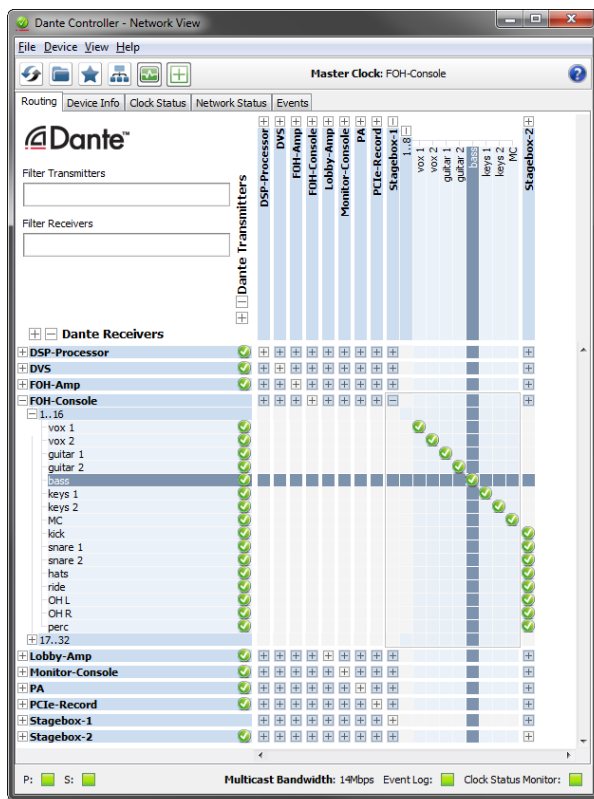 Dante Controller - Network View
File Device View Help
Master Clock: FOH-Console
Routing Device Info Clock Status Network Status Events
Dante™
Filter Transmitters
Filter Receivers
Dante Transmitters
DSP-Processor
DVS
FOH-Amp
FOH-Console
Lobby-Amp
Monitor-Console
PA
PCIe-Record
Stagebox-1
1..8
vox 1
vox 2
guitar 1
guitar 2
bass
keys 1
keys 2
MC
Stagebox-2
Dante Receivers
DSP-Processor
DVS
FOH-Amp
FOH-Console
1..16
vox 1
vox 2
guitar 1
guitar 2
bass
keys 1
keys 2
MC
kick
snare 1
snare 2
hats
ride
OH L
OH R
perc
17..32
Lobby-Amp
Monitor-Console
PA
PCIe-Record
Stagebox-1
Stagebox-2
P: S: Multicast Bandwidth: 14Mbps Event Log: Clock Status Monitor: